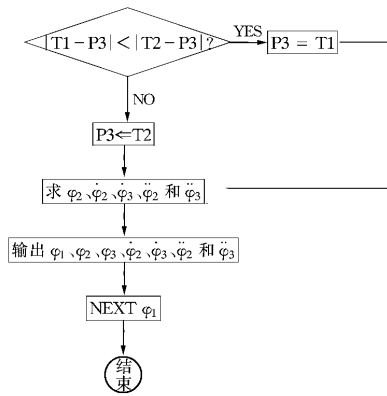 |T1-P3|<|T2-P3|?
YES
P3 = T1
NO
P3⇐T2
求 φ₂、φ̇₂、φ̇₃、φ̈₂ 和 φ̈₃
输出 φ₁、φ₂、φ₃、φ̇₂、φ̇₃、φ̈₂ 和 φ̈₃
NEXT φ₁
结
束